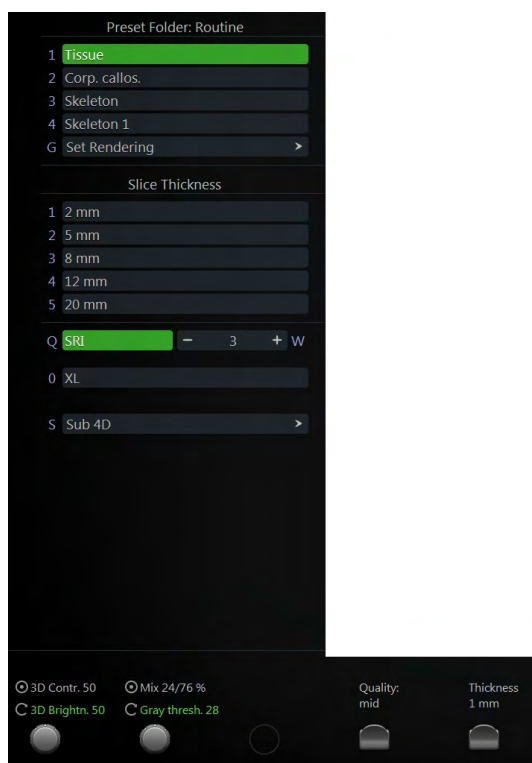 Preset Folder: Routine
1 Tissue
2 Corp. callos.
3 Skeleton
4 Skeleton 1
G Set Rendering >
Slice Thickness
1 2 mm
2 5 mm
3 8 mm
4 12 mm
5 20 mm
Q SRI − 3 + W
0 XL
S Sub 4D >
3D Contr. 50 Mix 24/76 % Quality: Thickness
3D Brightn. 50 Gray thresh. 28 mid 1 mm